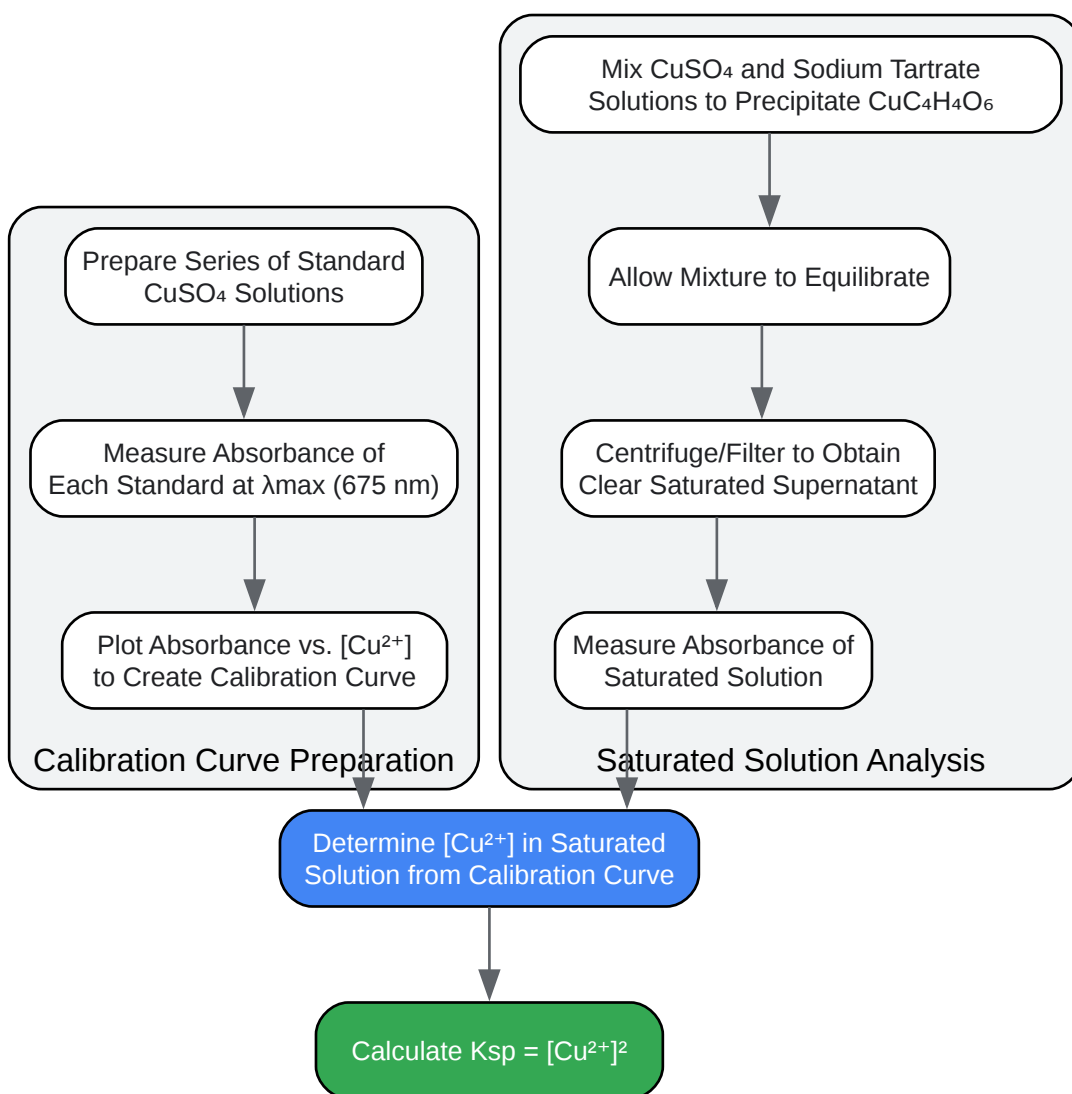 Mix CuSO₄ and Sodium Tartrate
Solutions to Precipitate CuC₄H₄O₆
Allow Mixture to Equilibrate
Centrifuge/Filter to Obtain
Clear Saturated Supernatant
Measure Absorbance of
Saturated Solution
Saturated Solution Analysis
Prepare Series of Standard
CuSO₄ Solutions
Measure Absorbance of
Each Standard at λmax (675 nm)
Plot Absorbance vs. [Cu²⁺]
to Create Calibration Curve
Calibration Curve Preparation
Determine [Cu²⁺] in Saturated
Solution from Calibration Curve
Calculate Ksp = [Cu²⁺]²